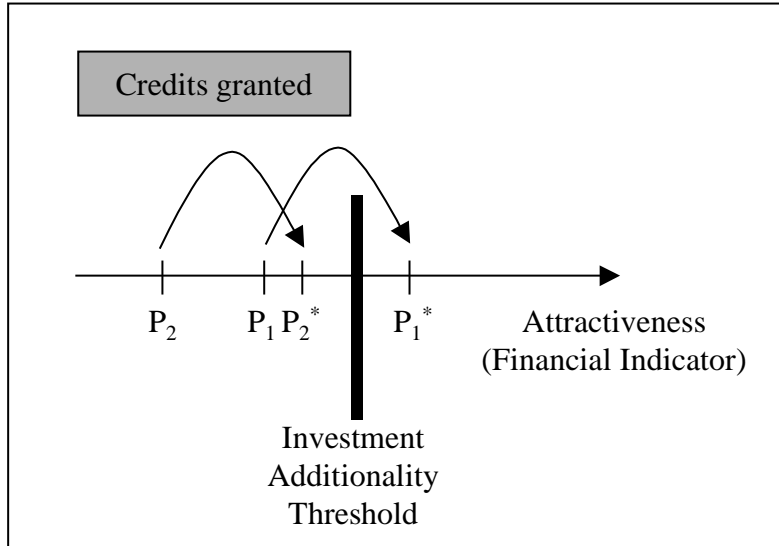 Credits granted
P₂ P₁ P₂* P₁* Attractiveness
(Financial Indicator)
Investment
Additionality
Threshold